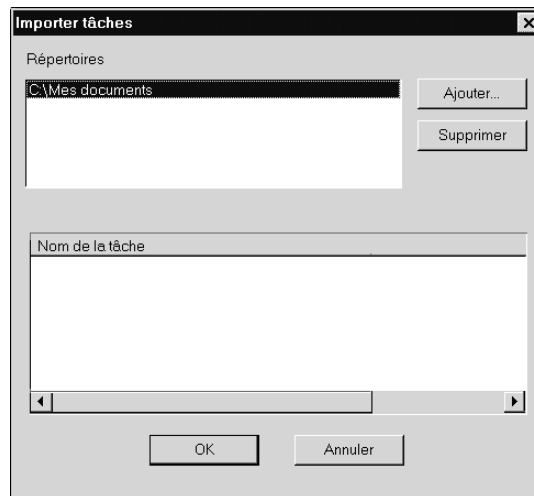 Importer tâches
Répertoires
C:\Mes documents
Ajouter...
Supprimer
Nom de la tâche
OK
Annuler